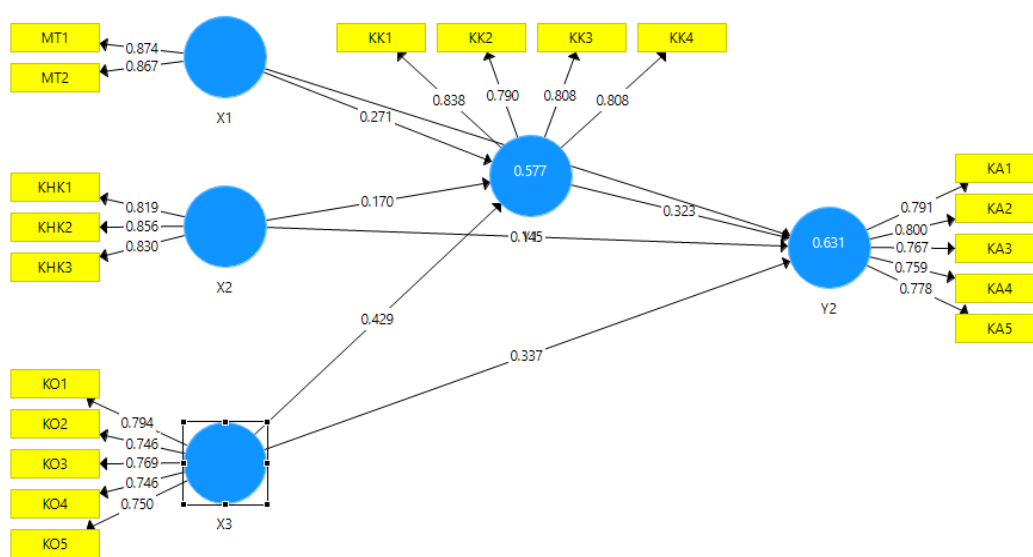 MT1
0.874
MT2
0.867
X1
KK1
KK2
KK3
KK4
0.838
0.790
0.808
0.808
0.271
0.577
KHK1
0.819
KHK2
0.856
KHK3
0.830
X2
0.170
0.323
0.631
Y2
KA1
0.791
KA2
0.800
KA3
0.767
KA4
0.759
KA5
0.778
0.429
0.337
KO1
0.794
KO2
0.746
KO3
0.769
KO4
0.746
KO5
0.750
X3